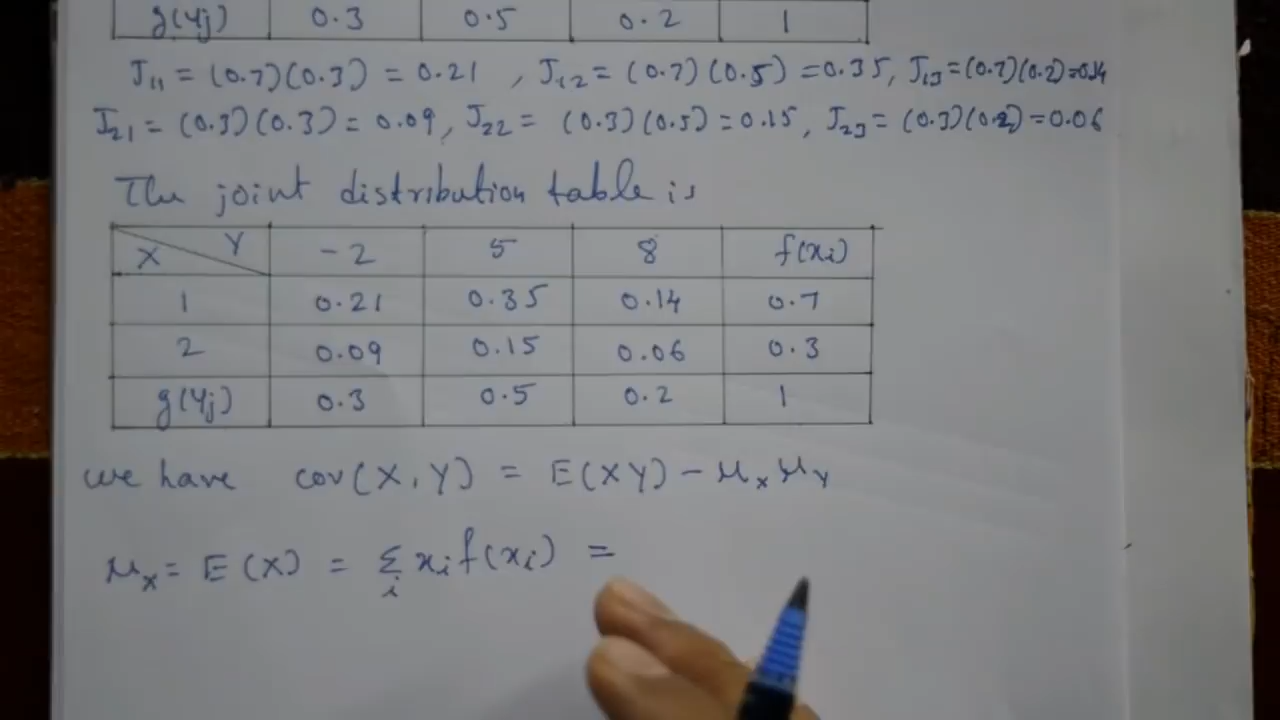 g(yj) 0.3 0.5 0.2 1
J11 = (0.7)(0.3) = 0.21 , J12 = (0.7)(0.5) = 0.35, J13 = (0.7)(0.2) = 0.14
J21 = (0.3)(0.3) = 0.09, J22 = (0.3)(0.5) = 0.15, J23 = (0.3)(0.2) = 0.06
The joint distribution table is
X Y -2 5 8 f(xi)
1 0.21 0.35 0.14 0.7
2 0.09 0.15 0.06 0.3
g(yj) 0.3 0.5 0.2 1
we have cov(X, Y) = E(XY) - μx μy
μx = E(X) = Σi xi f(xi) =